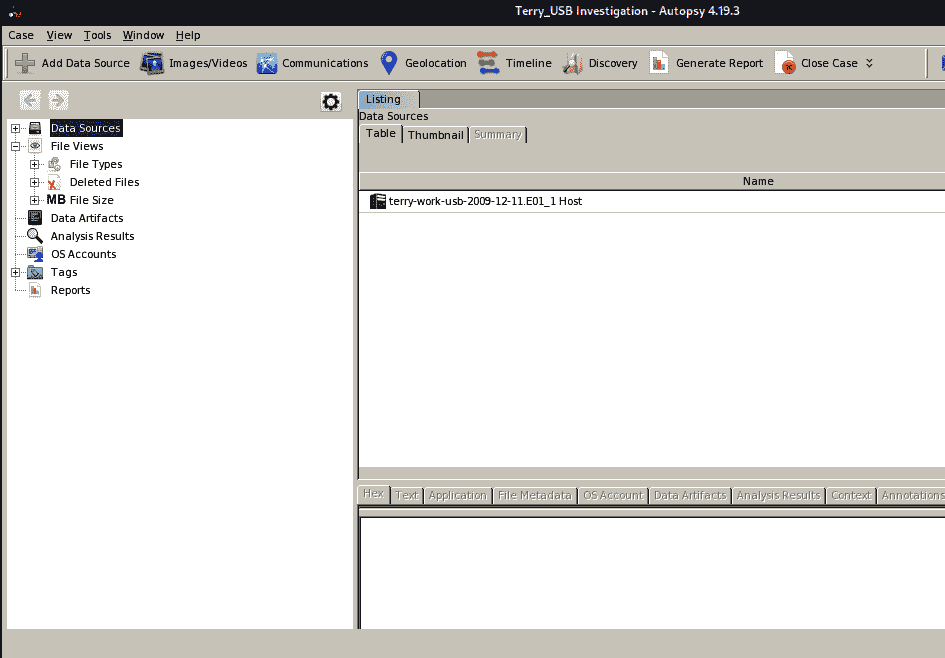 Terry_USB Investigation - Autopsy 4.19.3
Case View Tools Window Help
Add Data Source Images/Videos Communications Geolocation Timeline Discovery Generate Report Close Case
Listing
Data Sources
Table Thumbnail Summary
Name
terry-work-usb-2009-12-11.E01_1 Host
Data Sources
File Views
File Types
Deleted Files
MB File Size
Data Artifacts
Analysis Results
OS Accounts
Tags
Reports
Hex Text Application File Metadata OS Account Data Artifacts Analysis Results Context Annotations